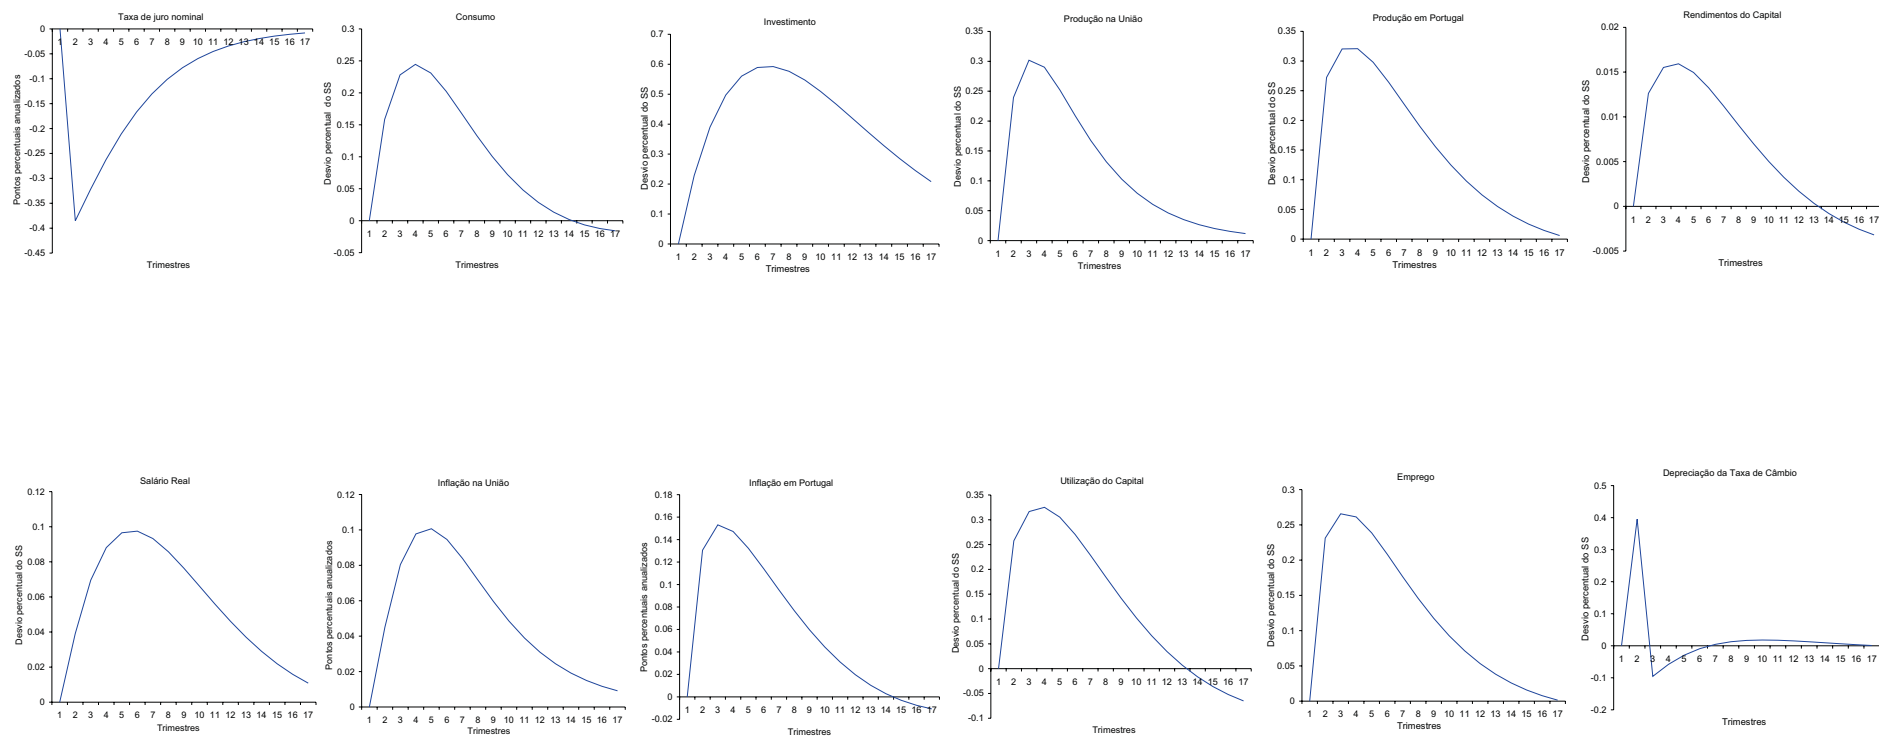 Taxa de juro nominal
Pontos percentuais anualizados
0
-0.05
-0.1
-0.15
-0.2
-0.25
-0.3
-0.35
-0.4
-0.45
1 2 3 4 5 6 7 8 9 10 11 12 13 14 15 16 17
Trimestres
Consumo
Desvio percentual do SS
0.3
0.25
0.2
0.15
0.1
0.05
0
-0.05
1 2 3 4 5 6 7 8 9 10 11 12 13 14 15 16 17
Trimestres
Investimento
Desvio percentual do SS
0.7
0.6
0.5
0.4
0.3
0.2
0.1
0
1 2 3 4 5 6 7 8 9 10 11 12 13 14 15 16 17
Trimestres
Produção na União
Desvio percentual do SS
0.35
0.3
0.25
0.2
0.15
0.1
0.05
0
1 2 3 4 5 6 7 8 9 10 11 12 13 14 15 16 17
Trimestres
Produção em Portugal
Desvio percentual do SS
0.35
0.3
0.25
0.2
0.15
0.1
0.05
0
1 2 3 4 5 6 7 8 9 10 11 12 13 14 15 16 17
Trimestres
Rendimentos do Capital
Desvio percentual do SS
0.02
0.015
0.01
0.005
0
-0.005
1 2 3 4 5 6 7 8 9 10 11 12 13 14 15 16 17
Trimestres
Salário Real
Desvio percentual do SS
0.12
0.1
0.08
0.06
0.04
0.02
0
1 2 3 4 5 6 7 8 9 10 11 12 13 14 15 16 17
Trimestres
Inflação na União
Pontos percentuais anualizados
0.12
0.1
0.08
0.06
0.04
0.02
0
1 2 3 4 5 6 7 8 9 10 11 12 13 14 15 16 17
Trimestres
Inflação em Portugal
Pontos percentuais anualizados
0.18
0.16
0.14
0.12
0.1
0.08
0.06
0.04
0.02
0
-0.02
1 2 3 4 5 6 7 8 9 10 11 12 13 14 15 16 17
Trimestres
Utilização do Capital
Desvio percentual do SS
0.35
0.3
0.25
0.2
0.15
0.1
0.05
0
-0.05
-0.1
1 2 3 4 5 6 7 8 9 10 11 12 13 14 15 16 17
Trimestres
Emprego
Desvio percentual do SS
0.3
0.25
0.2
0.15
0.1
0.05
0
1 2 3 4 5 6 7 8 9 10 11 12 13 14 15 16 17
Trimestres
Depreciação da Taxa de Câmbio
Desvio percentual do SS
0.5
0.4
0.3
0.2
0.1
0
-0.1
-0.2
1 2 3 4 5 6 7 8 9 10 11 12 13 14 15 16 17
Trimestres